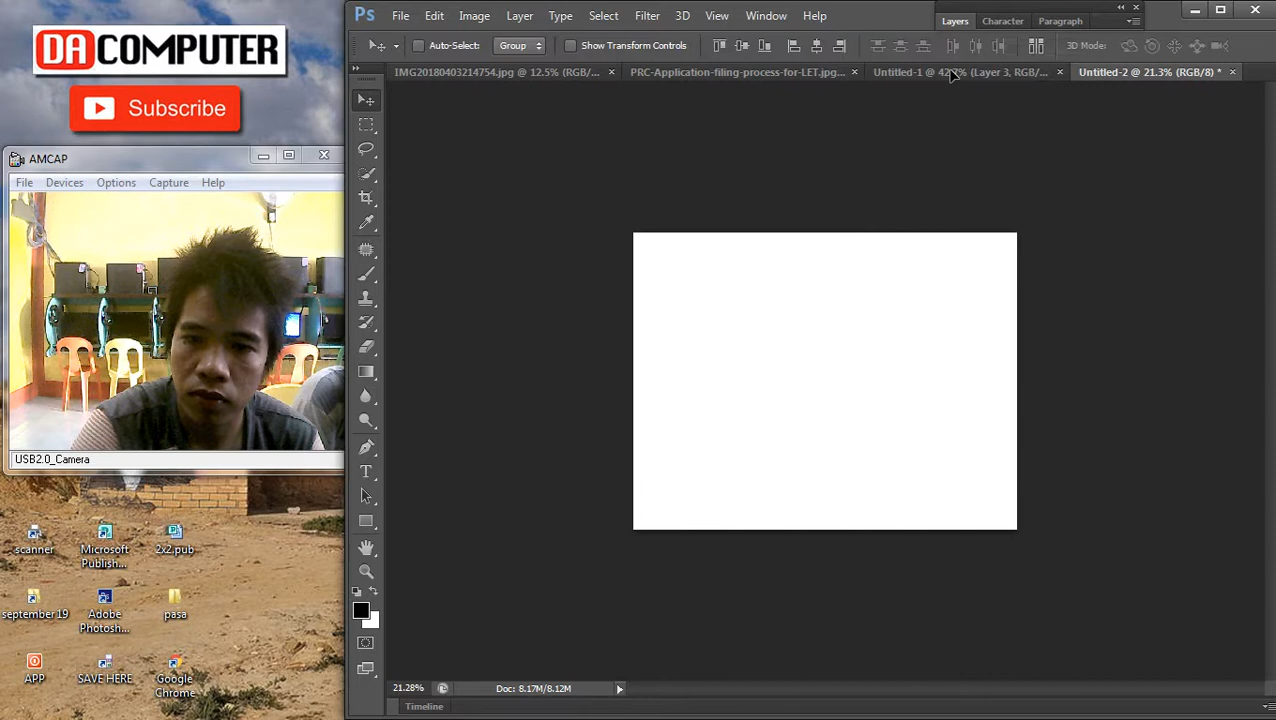 DA COMPUTER
Subscribe
AMCAP
File Devices Options Capture Help
USB2.0_Camera
scanner
Microsoft Publish...
2x2.pub
september 19
Adobe Photosh...
pasa
APP
SAVE HERE
Google Chrome
Ps File Edit Image Layer Type Select Filter 3D View Window Help
Layers Character Paragraph
Auto-Select: Group Show Transform Controls 3D Mode:
IMG20180403214754.jpg @ 12.5% (RGB/... × PRC-Application-filing-process-for-LET.jpg... × Untitled-1 @ (Layer 3, RGB/... × Untitled-2 @ 21.3% (RGB/8) * ×
T
21.28% Doc: 8.17M/8.12M
Timeline